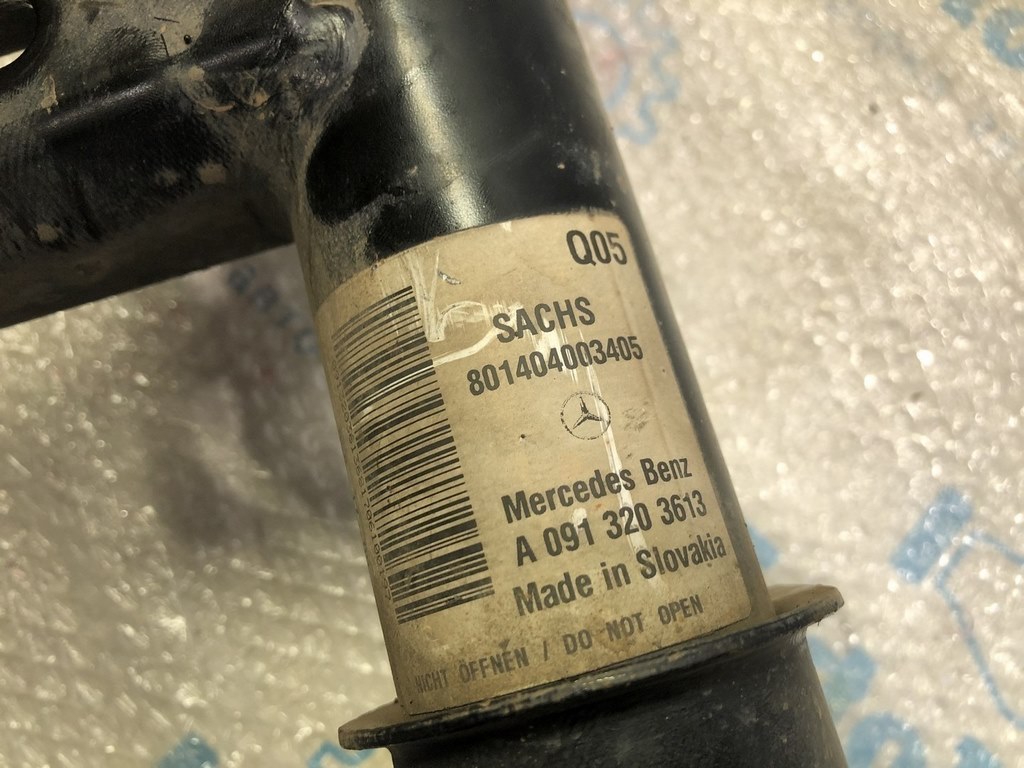 Q05
SACHS
801404003405
Mercedes Benz
A 091 320 3613
Made in Slovakia
NICHT ÖFFNEN / DO NOT OPEN